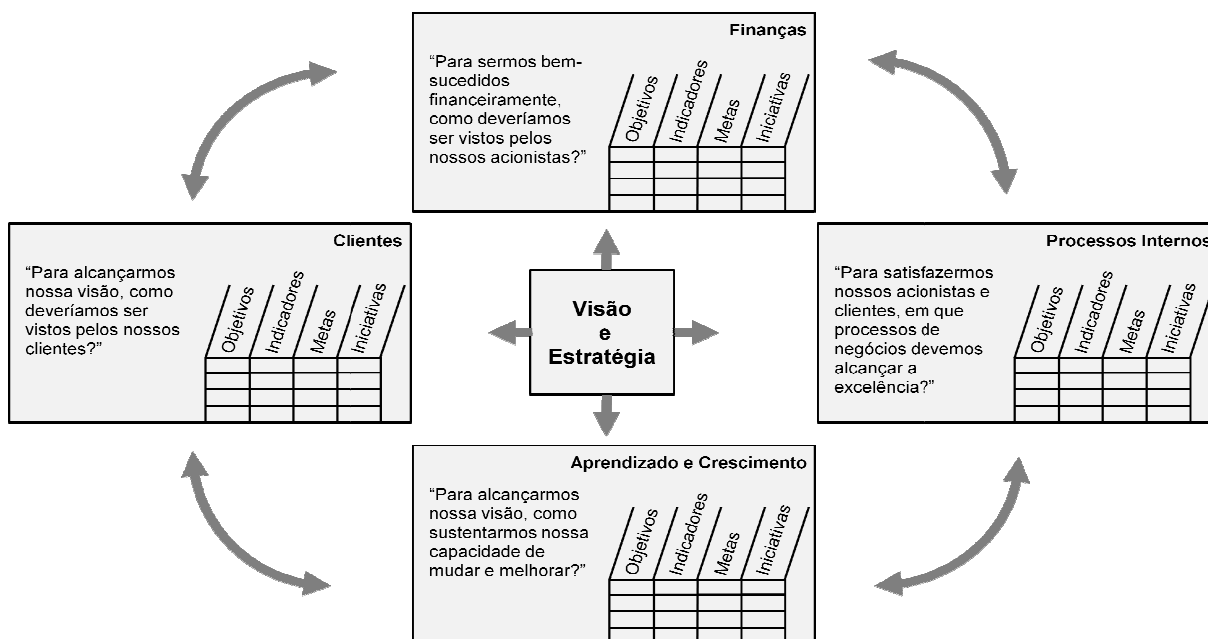 Finanças
“Para sermos bem-
sucedidos
financeiramente,
como deveríamos
ser vistos pelos
nossos acionistas?”
Objetivos
Indicadores
Metas
Iniciativas
Clientes
“Para alcançarmos
nossa visão, como
deveríamos ser
vistos pelos nossos
clientes?”
Objetivos
Indicadores
Metas
Iniciativas
Visão
e
Estratégia
Processos Internos
“Para satisfazermos
nossos acionistas e
clientes, em que
processos de
negócios devemos
alcançar a
excelência?”
Objetivos
Indicadores
Metas
Iniciativas
Aprendizado e Crescimento
“Para alcançarmos
nossa visão, como
sustentarmos nossa
capacidade de
mudar e melhorar?”
Objetivos
Indicadores
Metas
Iniciativas